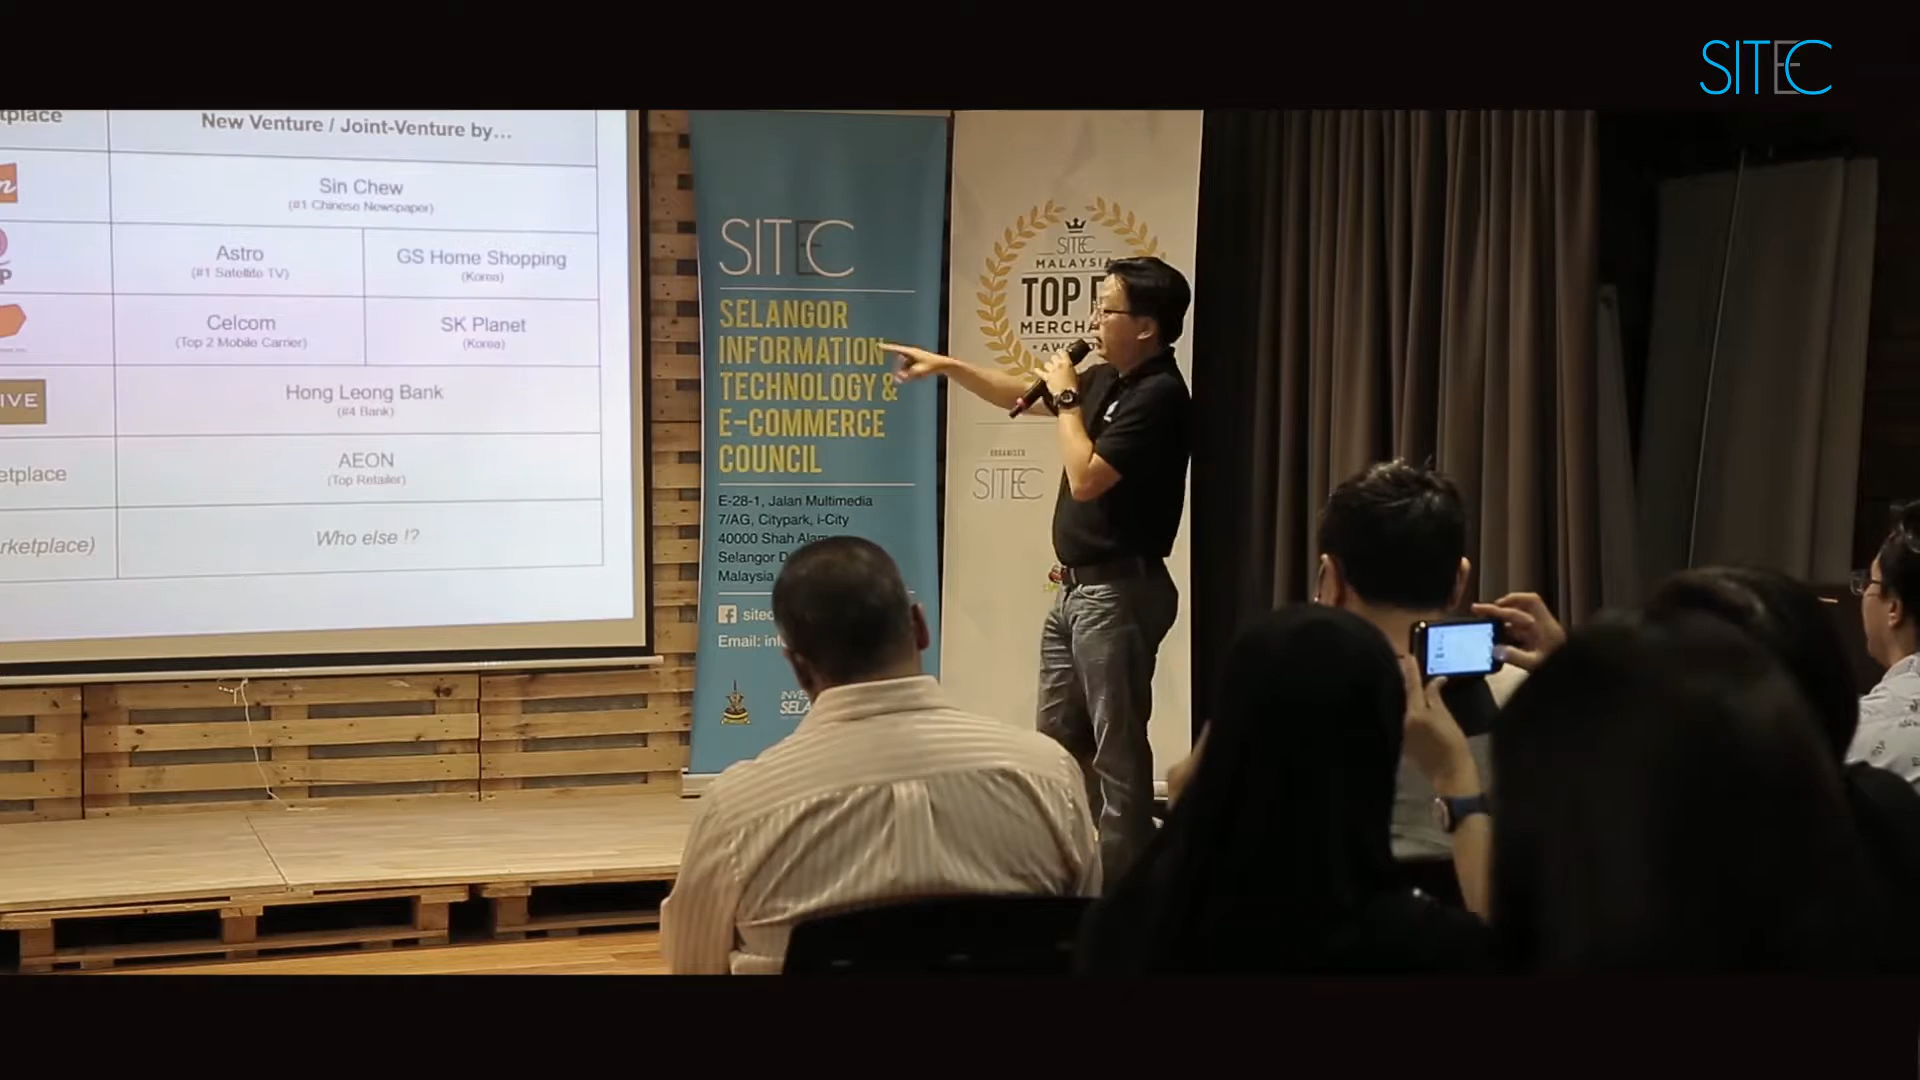 SITEC
New Venture / Joint-Venture by...
Sin Chew
(#1 Chinese Newspaper)
Astro
(#1 Satellite TV)
GS Home Shopping
(Korea)
Celcom
(Top 2 Mobile Carrier)
SK Planet
(Korea)
IVE
Hong Leong Bank
(#4 Bank)
etplace
AEON
(Top Retailer)
rketplace)
Who else !?
SITEC
SELANGOR
INFORMATION
TECHNOLOGY &
E-COMMERCE
COUNCIL
E-28-1, Jalan Multimedia
7/AG, Citypark, i-City
40000 Shah Alam
Selangor D
Malaysia
sitec
Email: inf
SITEC
MALAYSIA
TOP
MERCHA
ORGANISED
SITEC